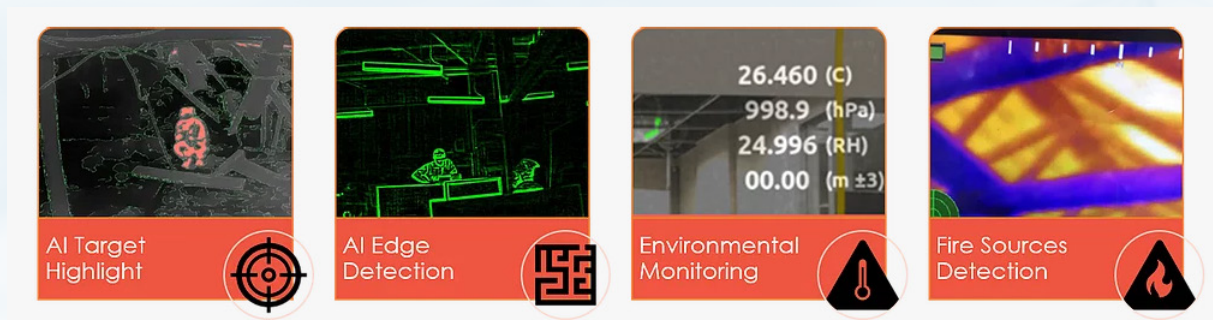 26.460 (C)
998.9 (hPa)
24.996 (RH)
00.00 (m ±3)
AI Target
Highlight
AI Edge
Detection
Environmental
Monitoring
Fire Sources
Detection